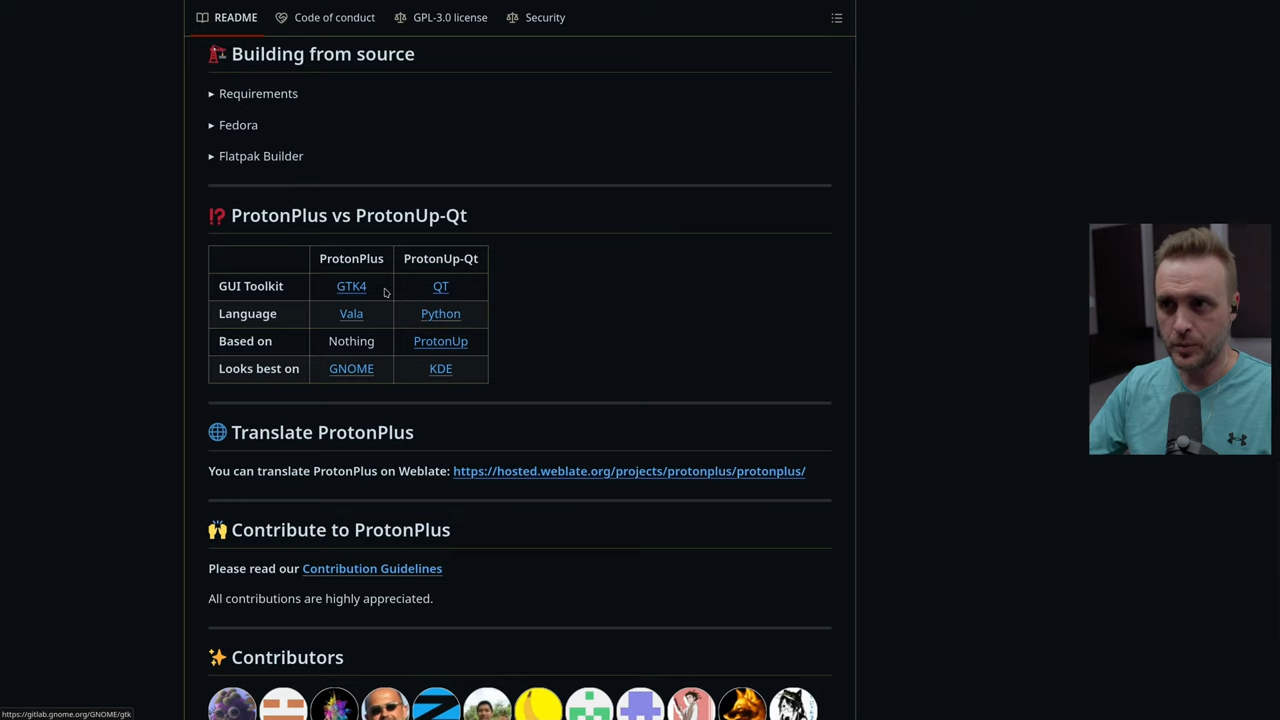 README Code of conduct GPL-3.0 license Security
Building from source
Requirements
Fedora
Flatpak Builder
⁉ ProtonPlus vs ProtonUp-Qt
ProtonPlus ProtonUp-Qt
GUI Toolkit GTK4 QT
Language Vala Python
Based on Nothing ProtonUp
Looks best on GNOME KDE
Translate ProtonPlus
You can translate ProtonPlus on Weblate: https://hosted.weblate.org/projects/protonplus/protonplus/
Contribute to ProtonPlus
Please read our Contribution Guidelines
All contributions are highly appreciated.
Contributors
https://gitlab.gnome.org/GNOME/gtk